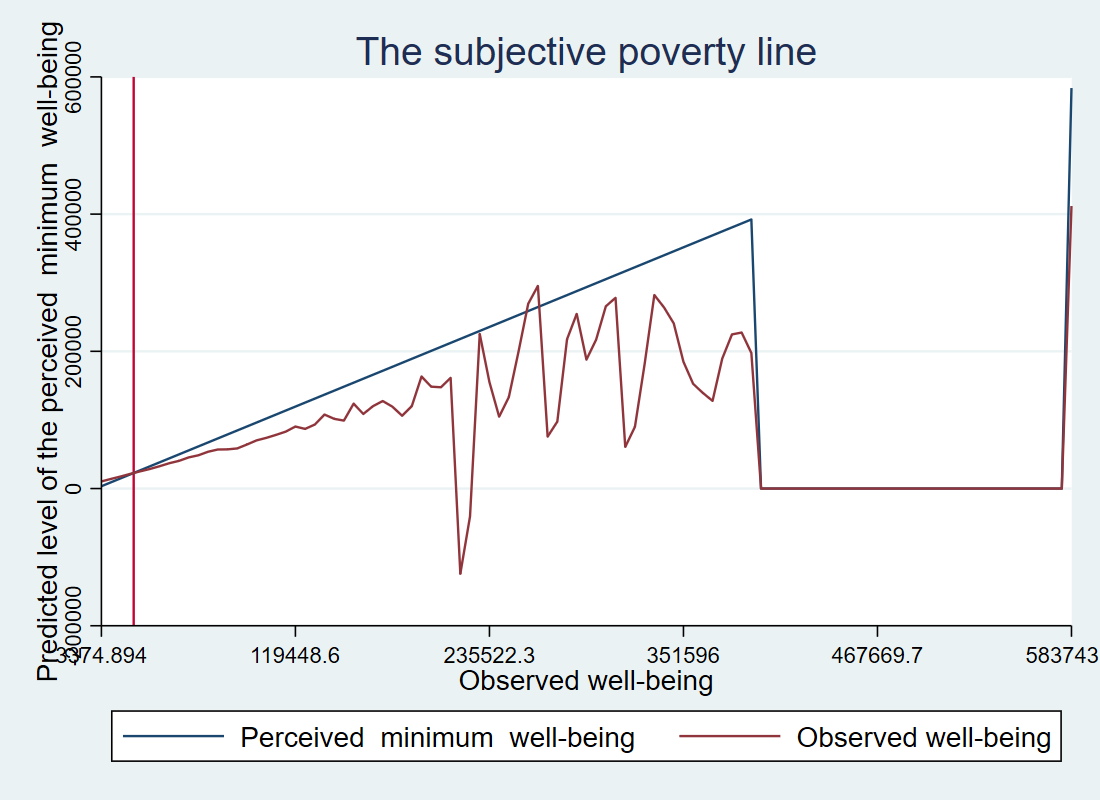 The subjective poverty line
Predicted level of the perceived  minimum  well-being
600000
400000
200000
0
3374.894
119448.6
235522.3
351596
467669.7
583743
Observed well-being
Perceived  minimum  well-being
Observed well-being